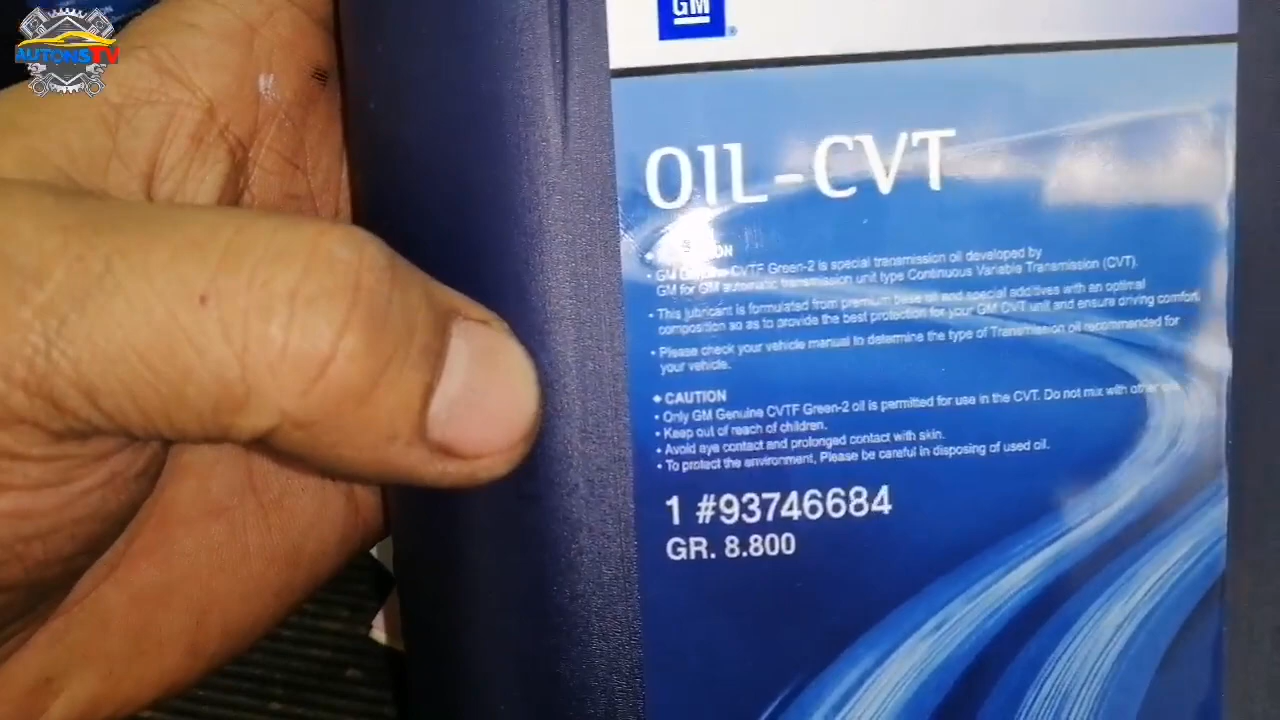 AUTONSTV
GM
OIL-CVT
• GM Genuine CVTF Green-2 is special transmission oil developed by
GM for GM automatic transmission unit type Continuous Variable Transmission (CVT).
• This lubricant is formulated from premium base oil and special additives with an optimal
composition ao as to provide the best protection for your GM CVT unit and ensure driving comfort
• Please check your vehicle manual to determine the type of Transmission oil recommended for
your vehicle.
◆ CAUTION
• Only GM Genuine CVTF Green-2 oil is permitted for use in the CVT. Do not mix with other
• Keep out of reach of children.
• Avoid eye contact and prolonged contact with skin.
• To protect the environment, Please be careful in disposing of used oil.
1 #93746684
GR. 8.800